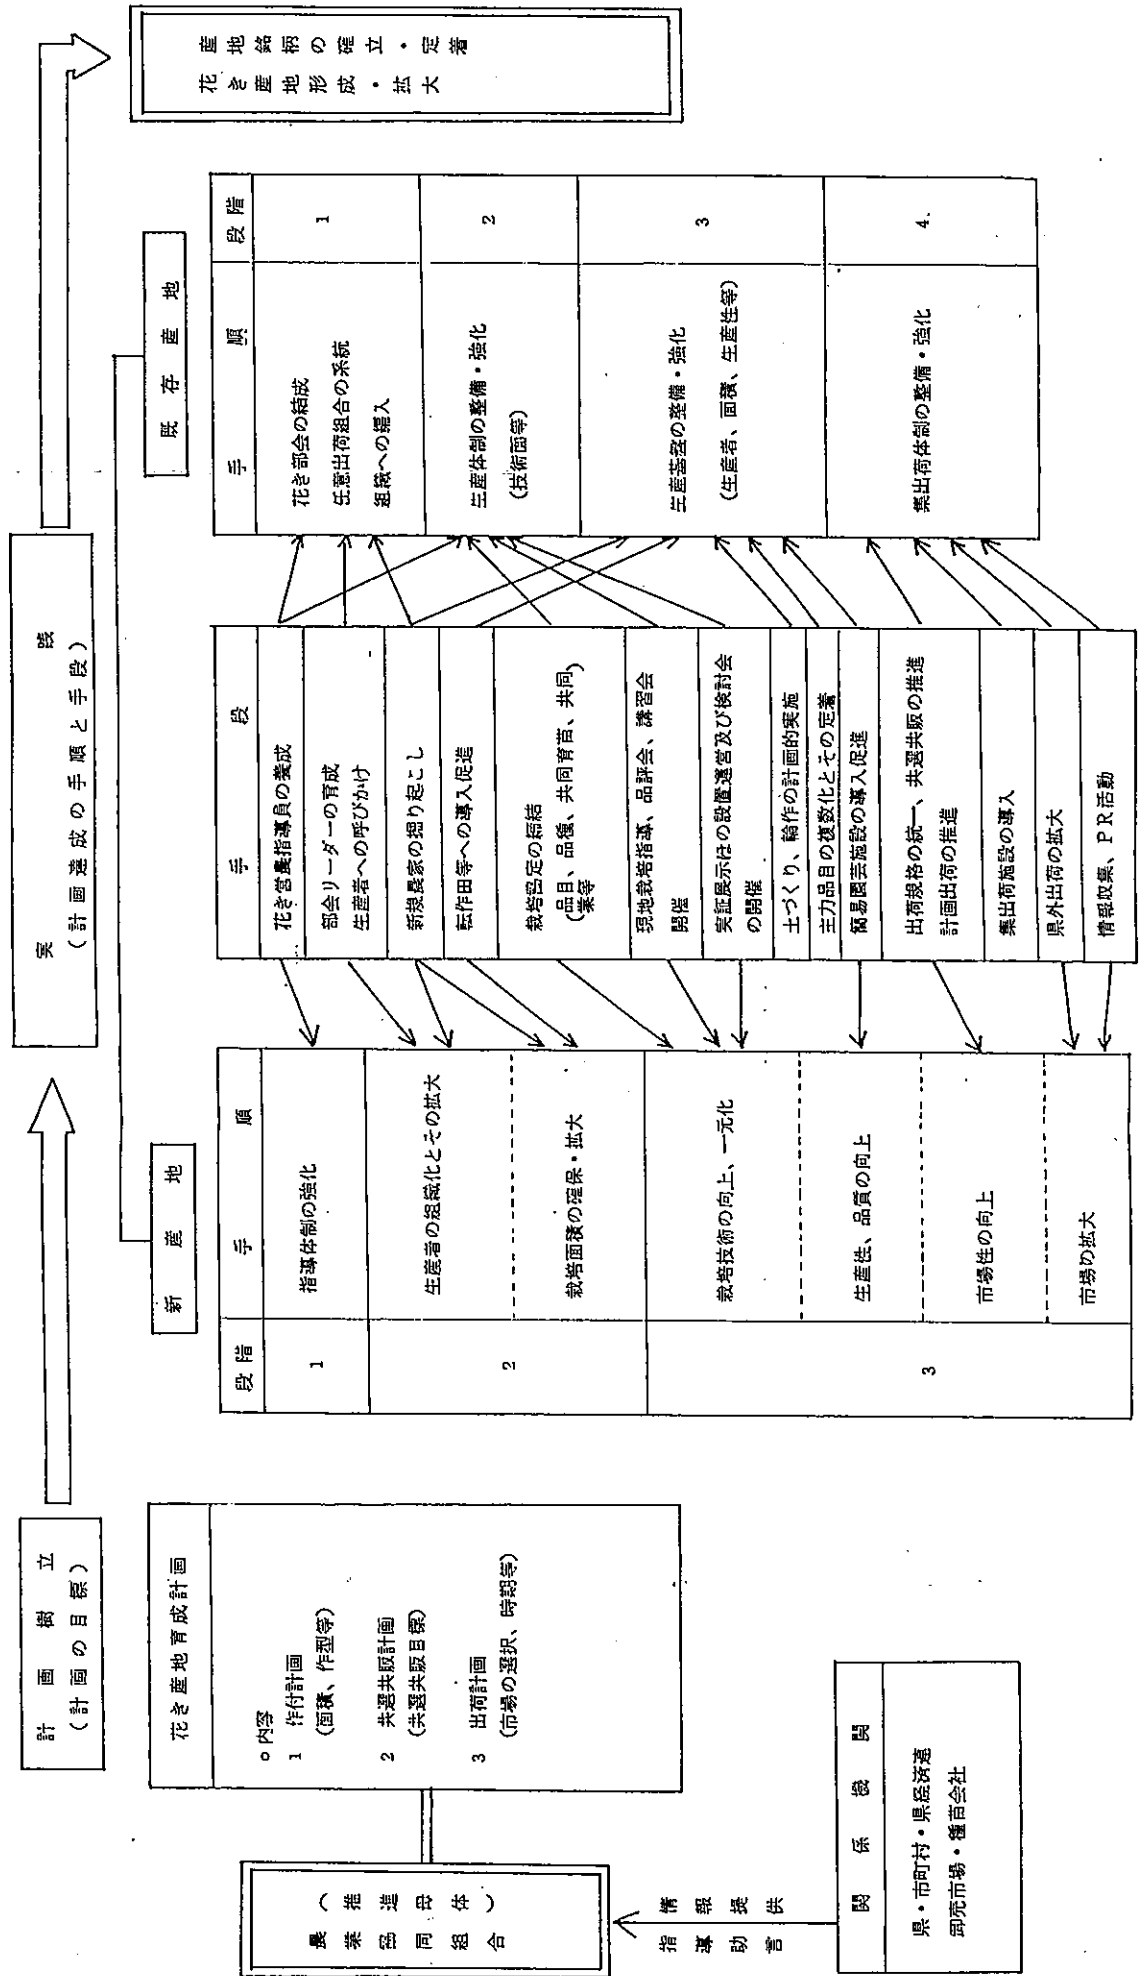 計画樹立
(計画の目標)
花き産地育成計画
○内容
1 作付計画
(面積、作型等)
2 共選共販計画
(共選共販目標)
3 出荷計画
(市場の選択、時期等)
(推進母体)
農業協同組合
情報提供
指導助言
関係機関
県・市町村・県経済連
卸売市場・種苗会社
実践
(計画達成の手順と手段)
新産地
段階
手順
1
指導体制の強化
2
生産者の組織化とその拡大
栽培面積の確保・拡大
3
栽培技術の向上、一元化
生産性、品質の向上
市場性の向上
市場の拡大
手段
花き営農指導員の養成
部会リーダーの育成
生産者への呼びかけ
新規農家の掘り起こし
転作田等への導入促進
栽培協定の締結
(品目、品種、共同育苗、共同)
業等
現地栽培指導、品評会、講習会
開催
実証展示ほの設置運営及び検討会
の開催
土づくり、輪作の計画的実施
主力品目の複数化とその定着
簡易園芸施設の導入促進
出荷規格の統一、共選共販の推進
計画出荷の推進
集出荷施設の導入
県外出荷の拡大
情報収集、PR活動
既存産地
手順
段階
花き部会の結成
任意出荷組合の系統
組織への編入
1
生産体制の整備・強化
(技術面等)
2
生産基盤の整備・強化
(生産者、面積、生産性等)
3
集出荷体制の整備・強化
4.
産地銘柄の確立・定着
花き産地形成・拡大